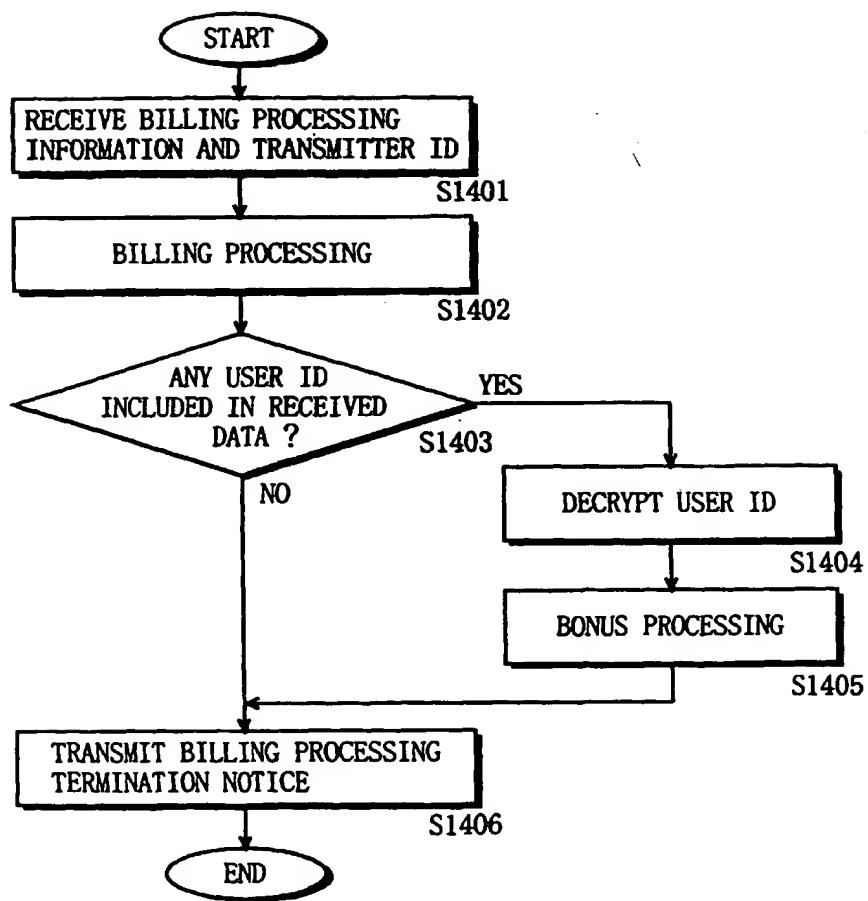 START
RECEIVE BILLING PROCESSING
INFORMATION AND TRANSMITTER ID
S1401
BILLING PROCESSING
S1402
ANY USER ID
INCLUDED IN RECEIVED
DATA ?
YES
S1403
NO
DECRYPT USER ID
S1404
BONUS PROCESSING
S1405
TRANSMIT BILLING PROCESSING
TERMINATION NOTICE
S1406
END